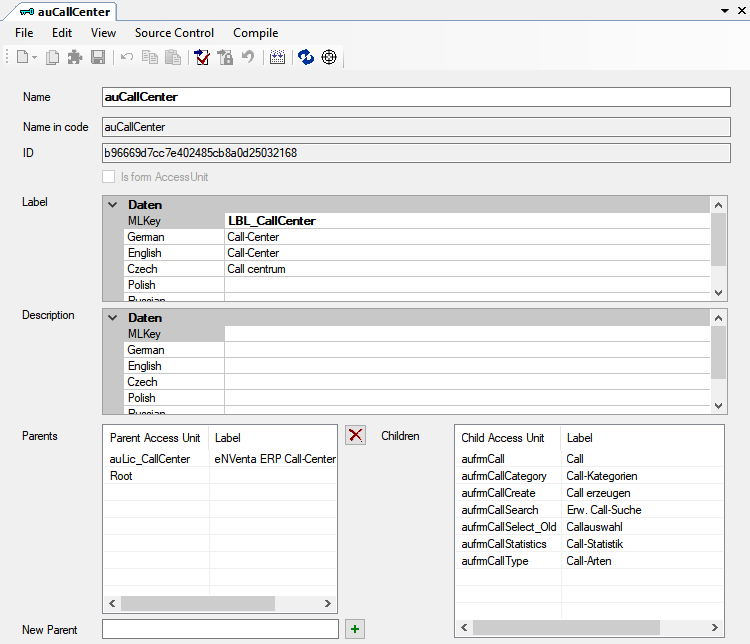 auCallCenter
File Edit View Source Control Compile
Name auCallCenter
Name in code auCallCenter
ID b96669d7cc7e402485cb8a0d25032168
Is form AccessUnit
Label Daten
MLKey LBL_CallCenter
German Call-Center
English Call-Center
Czech Call centrum
Polish
Russian
Description Daten
MLKey
German
English
Czech
Polish
Russian
Parents
Parent Access Unit Label
auLic_CallCenter eNVenta ERP Call-Center
Root
Children
Child Access Unit Label
aufrmCall Call
aufrmCallCategory Call-Kategorien
aufrmCallCreate Call erzeugen
aufrmCallSearch Erw. Call-Suche
aufrmCallSelect_Old Callauswahl
aufrmCallStatistics Call-Statistik
aufrmCallType Call-Arten
New Parent